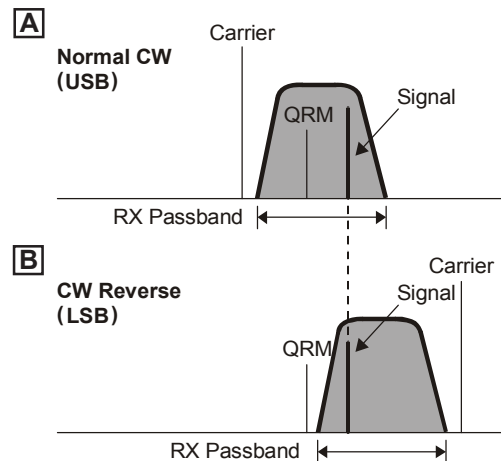 A
Carrier
Normal CW
(USB)
Signal
QRM
RX Passband
B
Carrier
CW Reverse
(LSB)
Signal
QRM
RX Passband